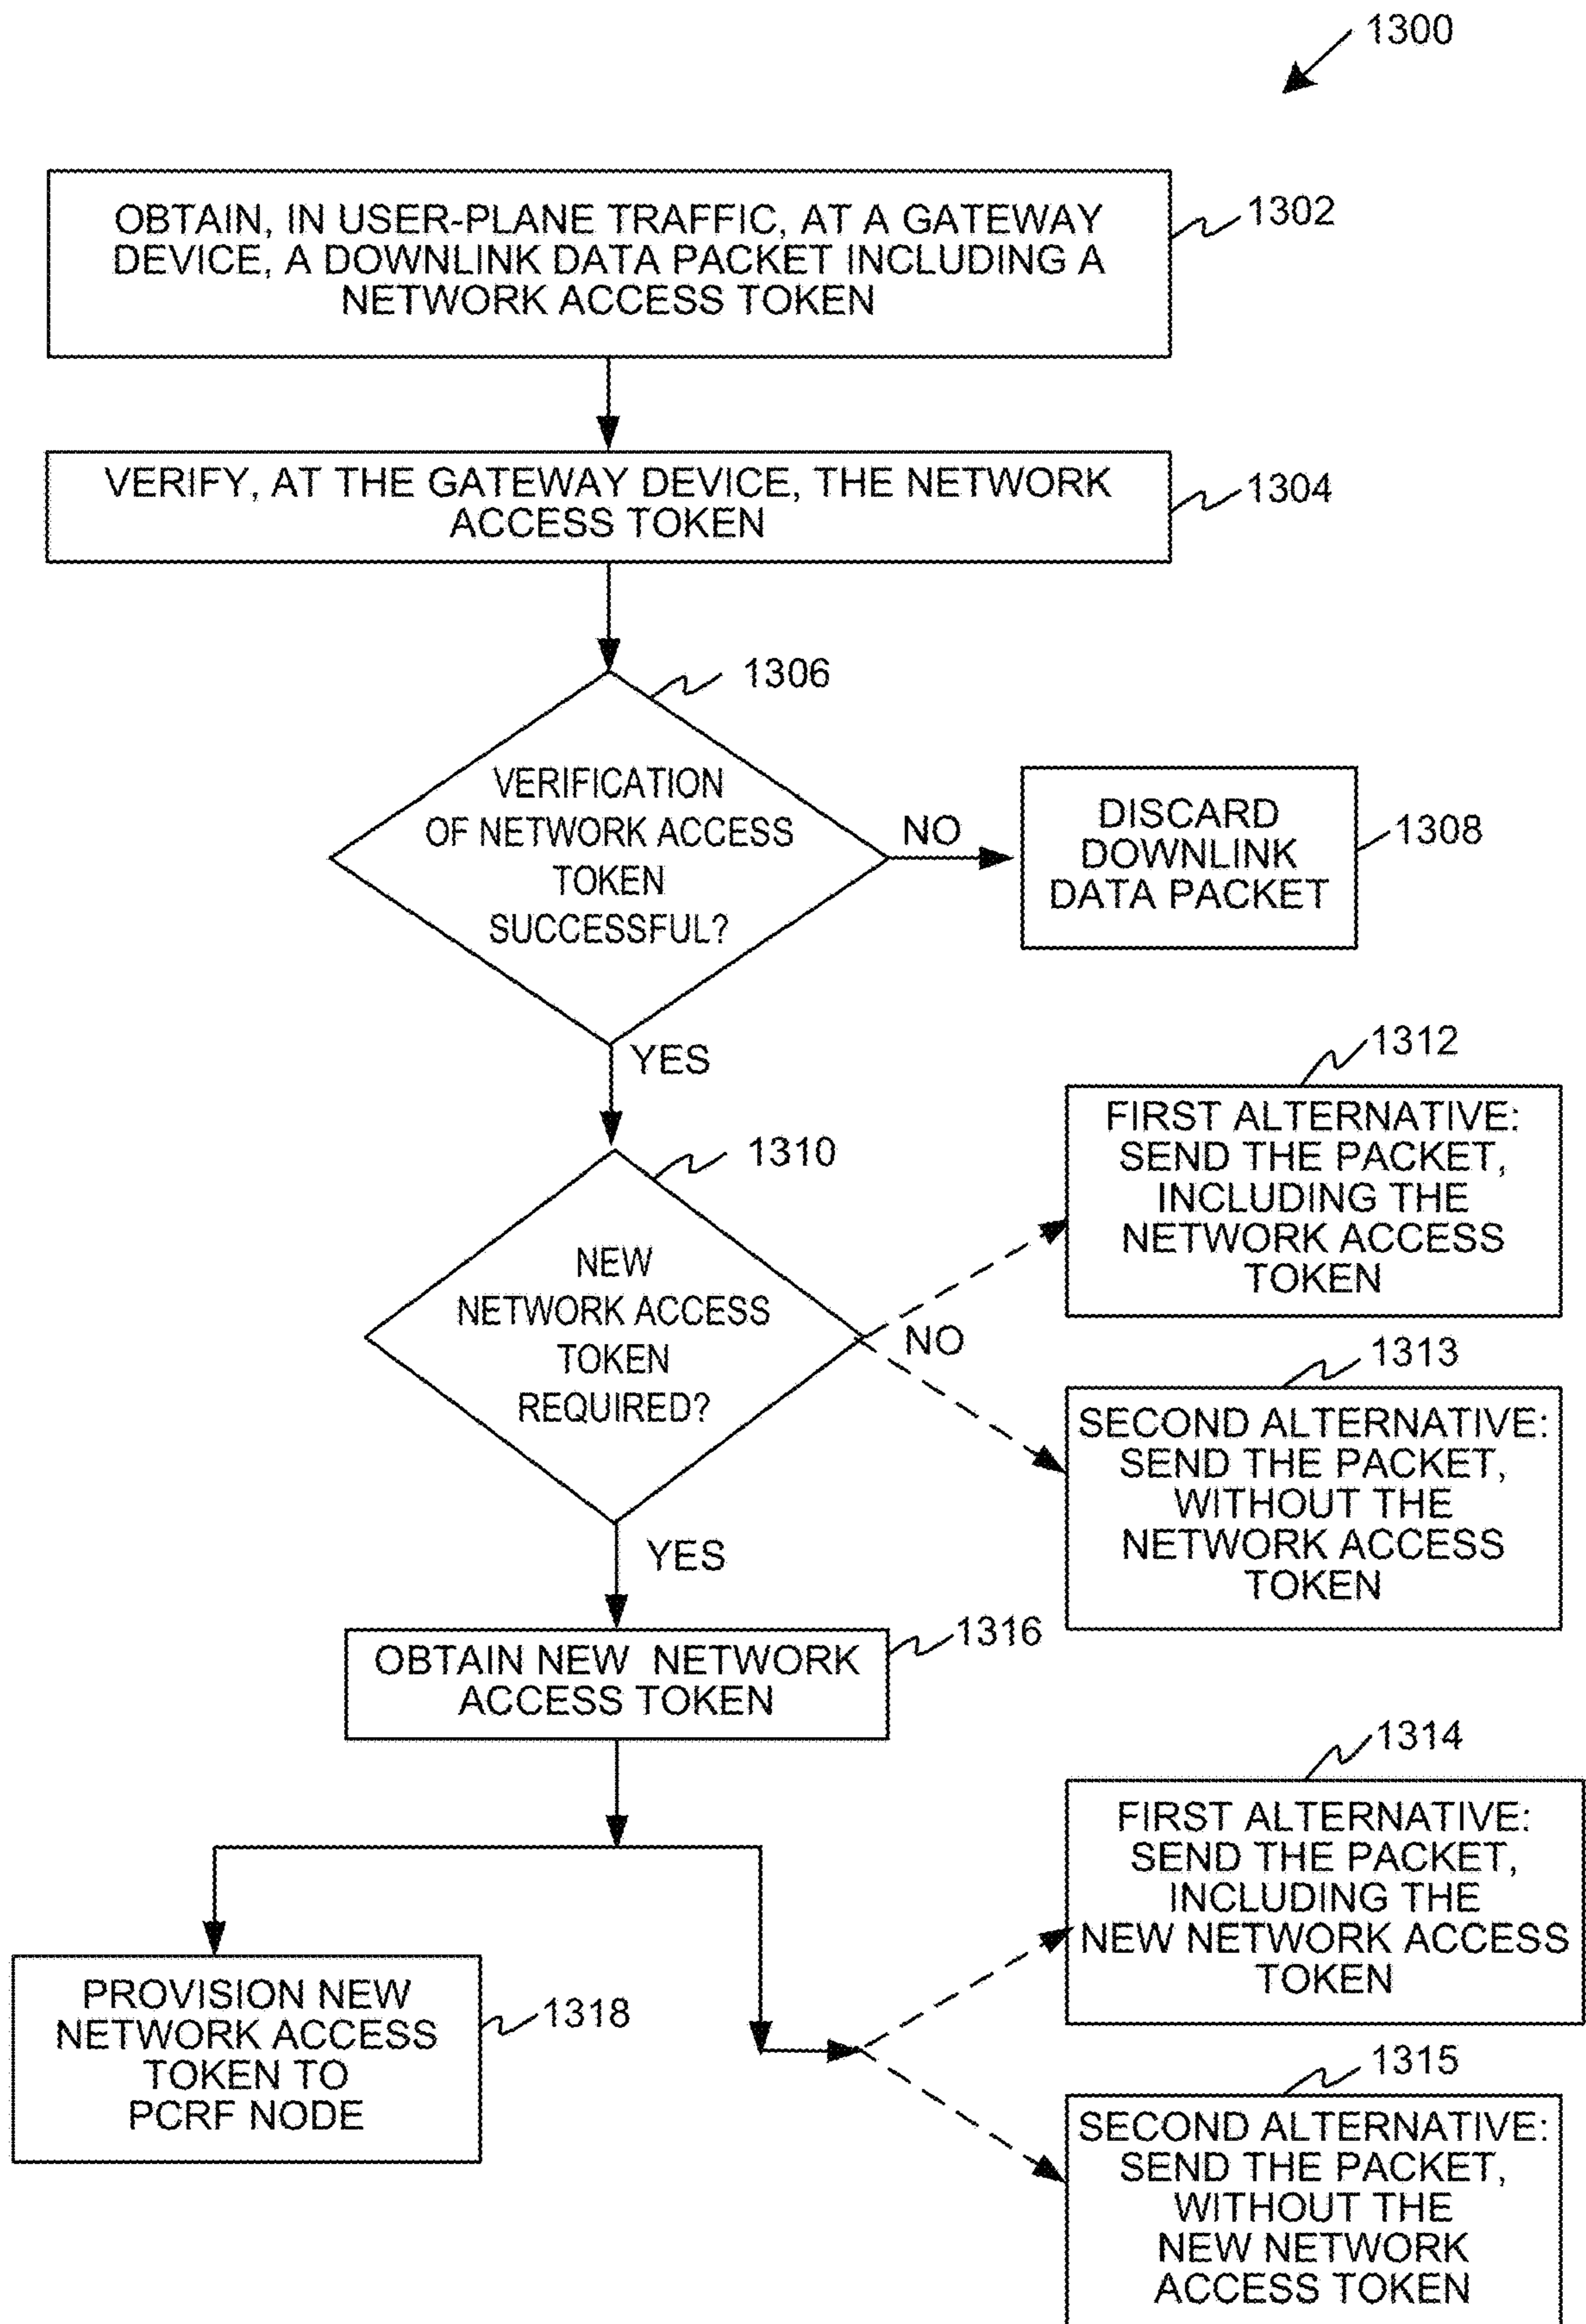 1300
OBTAIN, IN USER-PLANE TRAFFIC, AT A GATEWAY
DEVICE, A DOWNLINK DATA PACKET INCLUDING A
NETWORK ACCESS TOKEN
1302
VERIFY, AT THE GATEWAY DEVICE, THE NETWORK
ACCESS TOKEN
1304
1306
VERIFICATION
OF NETWORK ACCESS
TOKEN
SUCCESSFUL?
NO
DISCARD
DOWNLINK
DATA PACKET
1308
YES
1310
NEW
NETWORK ACCESS
TOKEN
REQUIRED?
NO
1312
FIRST ALTERNATIVE:
SEND THE PACKET,
INCLUDING THE
NETWORK ACCESS
TOKEN
1313
SECOND ALTERNATIVE:
SEND THE PACKET,
WITHOUT THE
NETWORK ACCESS
TOKEN
YES
OBTAIN NEW NETWORK
ACCESS TOKEN
1316
1314
FIRST ALTERNATIVE:
SEND THE PACKET,
INCLUDING THE
NEW NETWORK ACCESS
TOKEN
PROVISION NEW
NETWORK ACCESS
TOKEN TO
PCRF NODE
1318
1315
SECOND ALTERNATIVE:
SEND THE PACKET,
WITHOUT THE
NEW NETWORK
ACCESS TOKEN